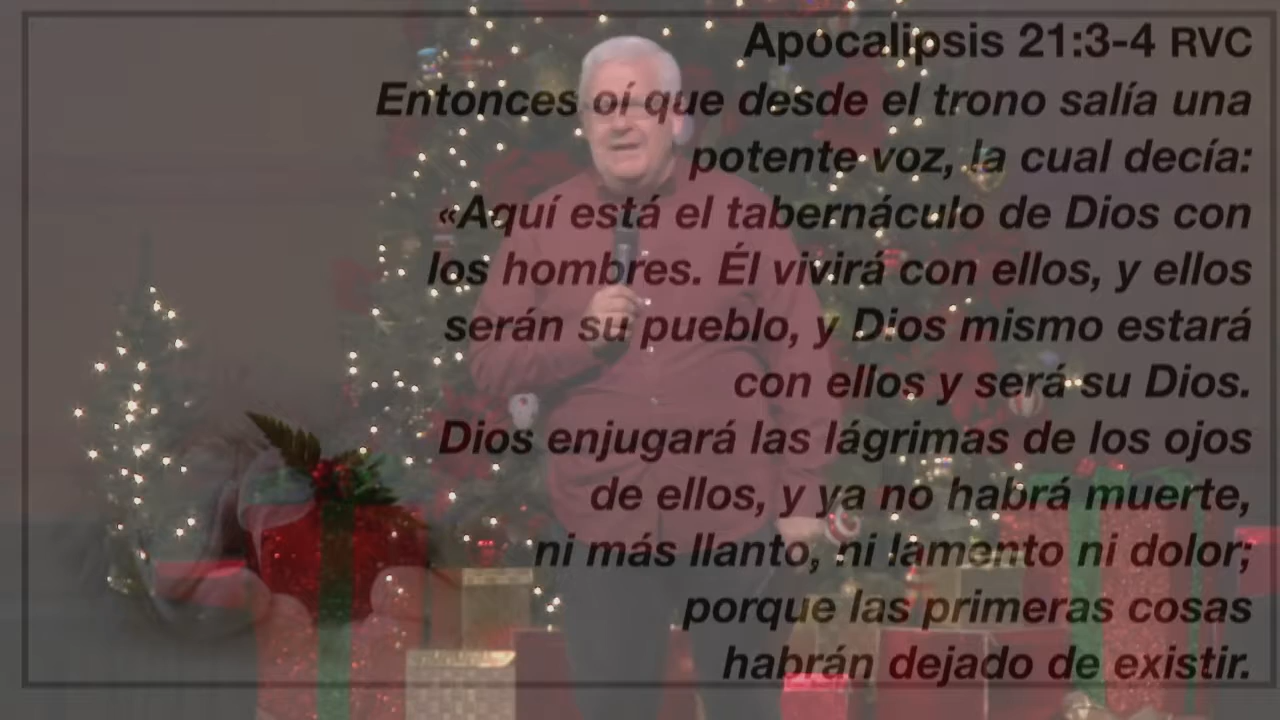 Apocalipsis 21:3-4 RVC
Entonces oí que desde el trono salía una
potente voz, la cual decía:
«Aquí está el tabernáculo de Dios con
los hombres. Él vivirá con ellos, y ellos
serán su pueblo, y Dios mismo estará
con ellos y será su Dios.
Dios enjugará las lágrimas de los ojos
de ellos, y ya no habrá muerte,
ni más llanto, ni lamento ni dolor;
porque las primeras cosas
habrán dejado de existir.